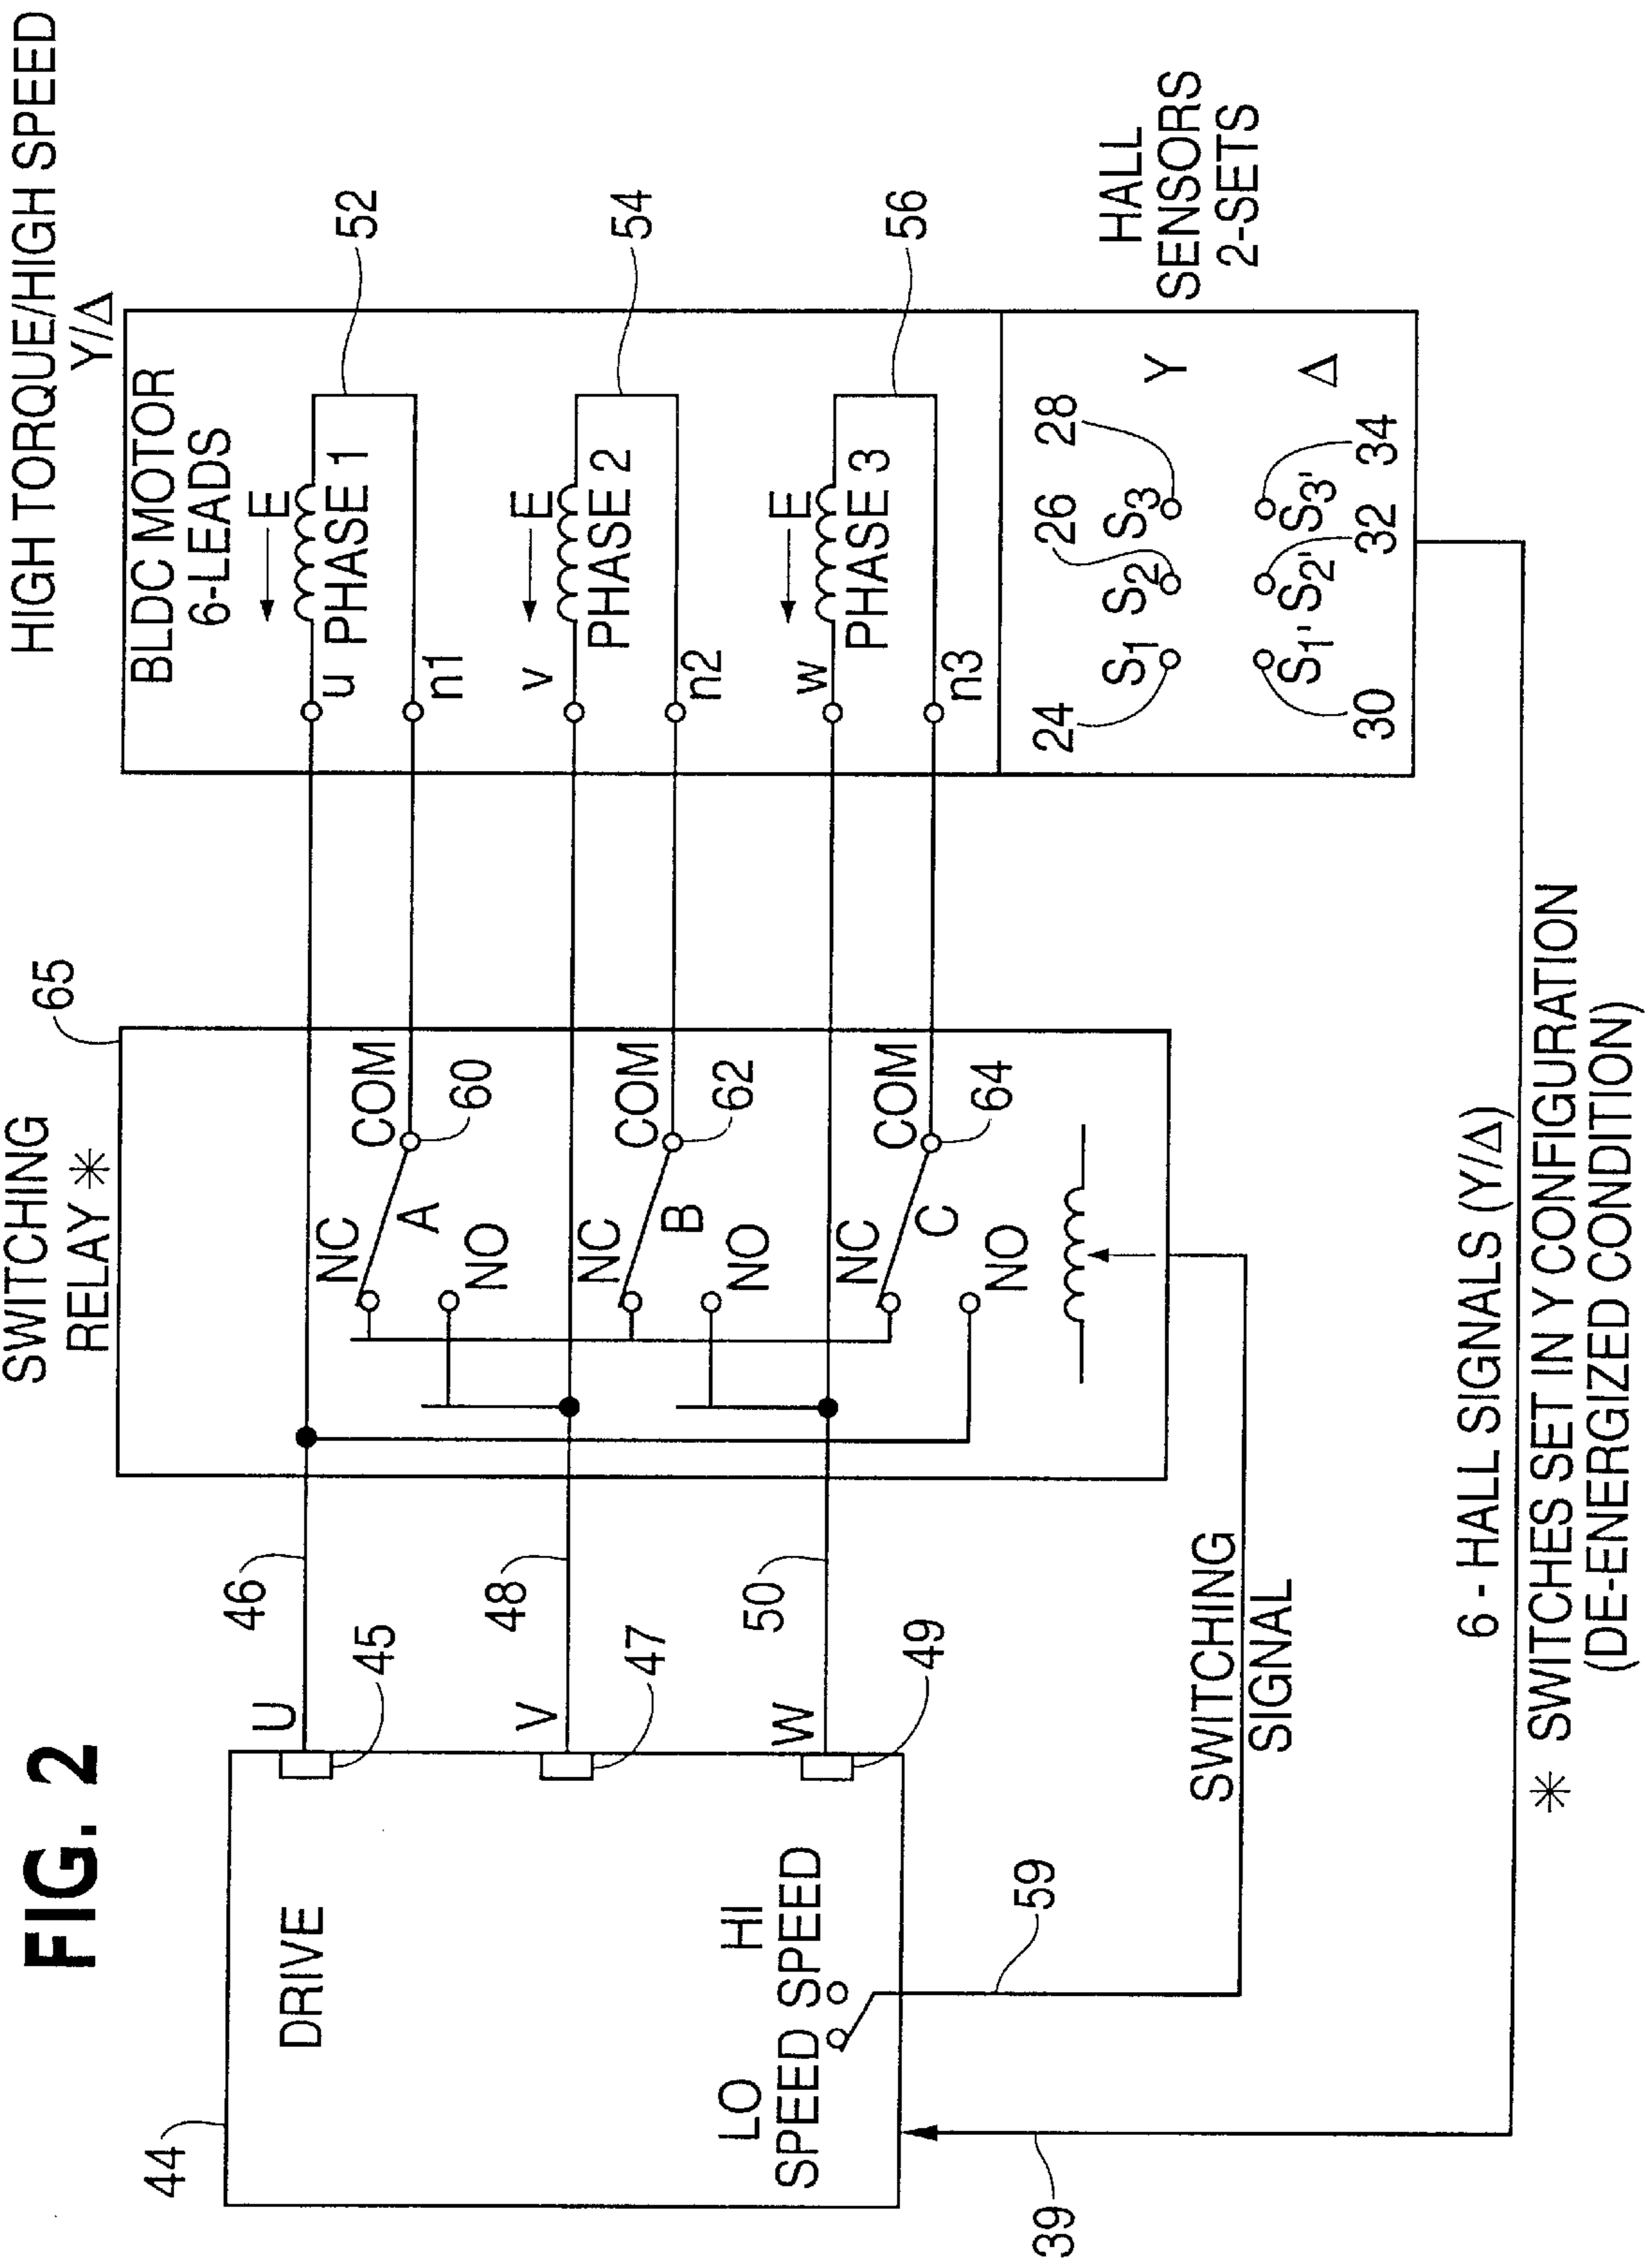 FIG. 2
HIGH TORQUE/HIGH SPEED
Y/Δ
SWITCHING
RELAY *
65
44
DRIVE
U
45
46
V
47
48
W
49
50
LO
SPEED
HI
SPEED
59
39
NC
COM
A
60
NO
NC
COM
B
62
NO
NC
COM
C
64
NO
SWITCHING
SIGNAL
BLDC MOTOR
6-LEADS
E
u
PHASE 1
n1
52
E
v
PHASE 2
n2
54
E
w
PHASE 3
n3
56
24
26
28
S1
S2
S3
Y
S1'
S2'
S3'
Δ
30
32
34
HALL
SENSORS
2-SETS
6 - HALL SIGNALS (Y/Δ)
* SWITCHES SET IN Y CONFIGURATION
(DE-ENERGIZED CONDITION)